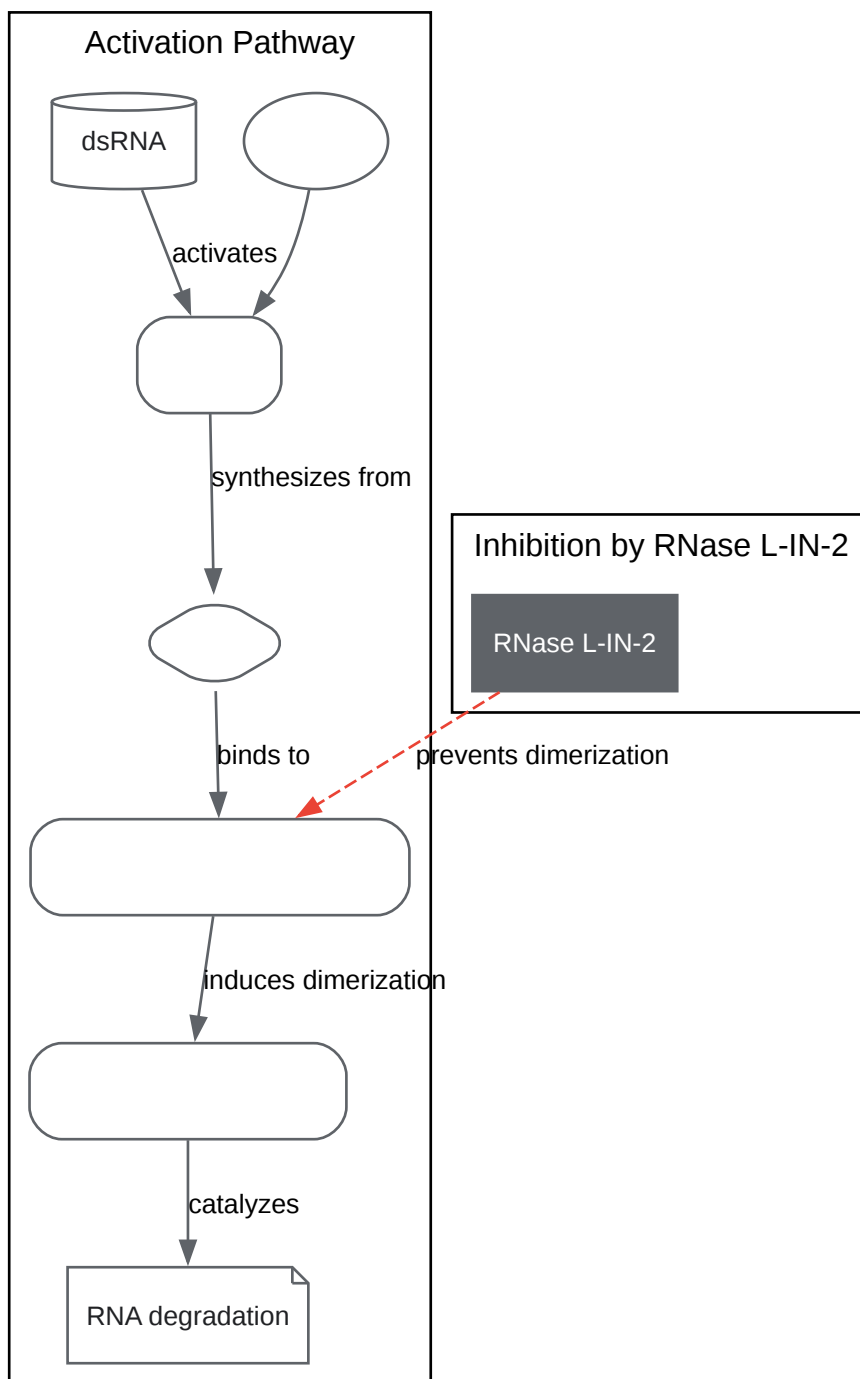 Activation Pathway
dsRNA
activates
synthesizes from
Inhibition by RNase L-IN-2
RNase L-IN-2
binds to
prevents dimerization
induces dimerization
catalyzes
RNA degradation